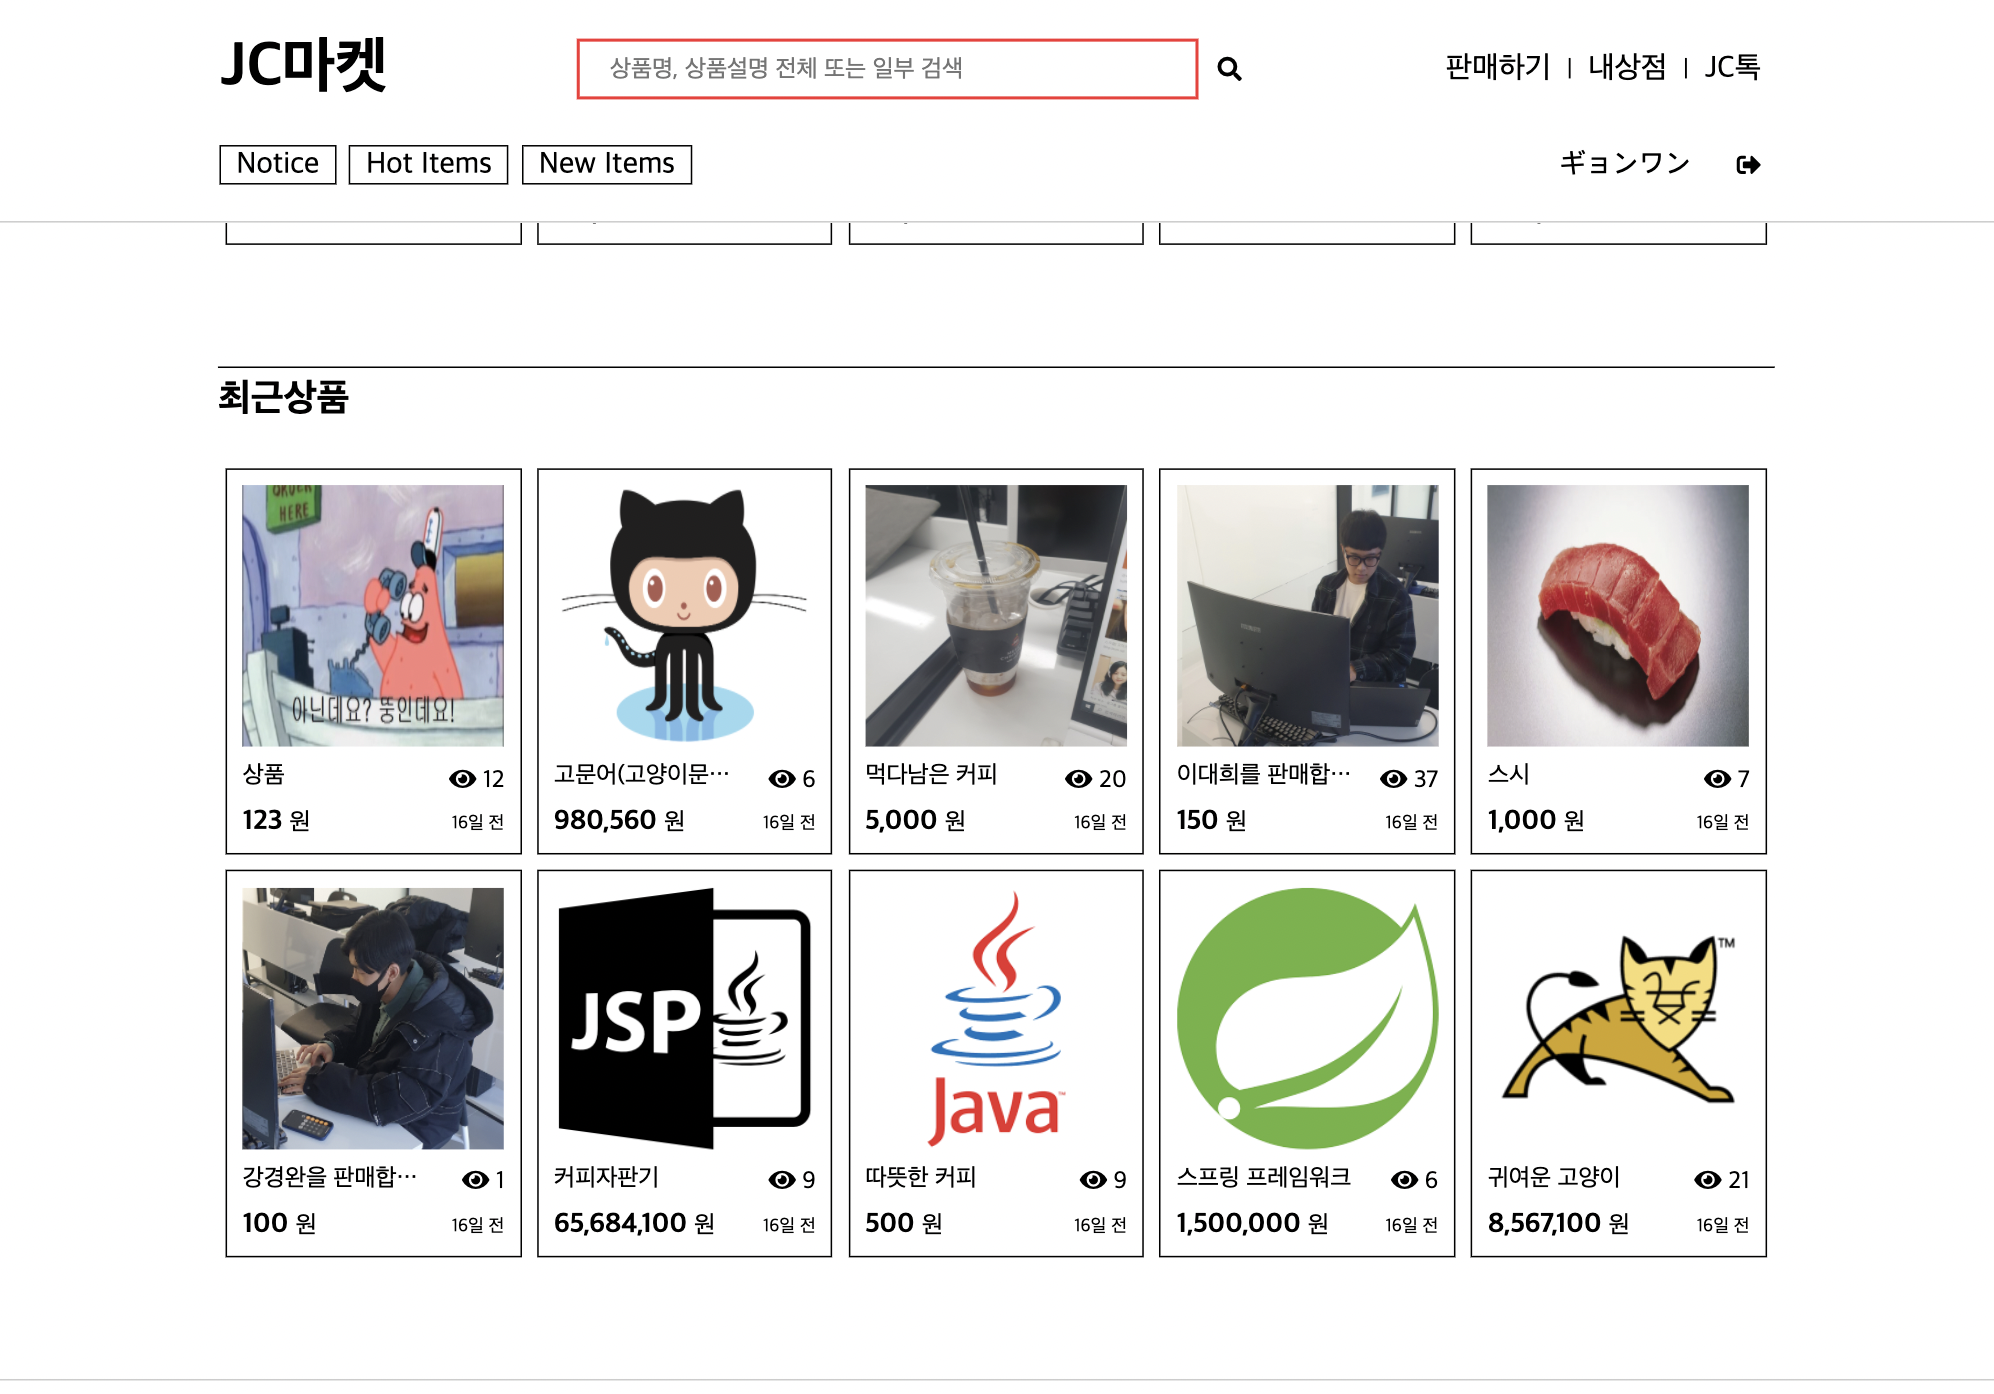 JC마켓
상품명, 상품설명 전체 또는 일부 검색
판매하기 | 내상점 | JC톡
Notice
Hot Items
New Items
ギョンワン
최근상품
ORDER HERE
아닌데요? 뚱인데요!
상품 12
123 원 16일 전
고문어(고양이문··· 6
980,560 원 16일 전
먹다남은 커피 20
5,000 원 16일 전
이대희를 판매합··· 37
150 원 16일 전
스시 7
1,000 원 16일 전
강경완을 판매합··· 1
100 원 16일 전
JSP
커피자판기 9
65,684,100 원 16일 전
Java™
따뜻한 커피 9
500 원 16일 전
스프링 프레임워크 6
1,500,000 원 16일 전
TM
귀여운 고양이 21
8,567,100 원 16일 전